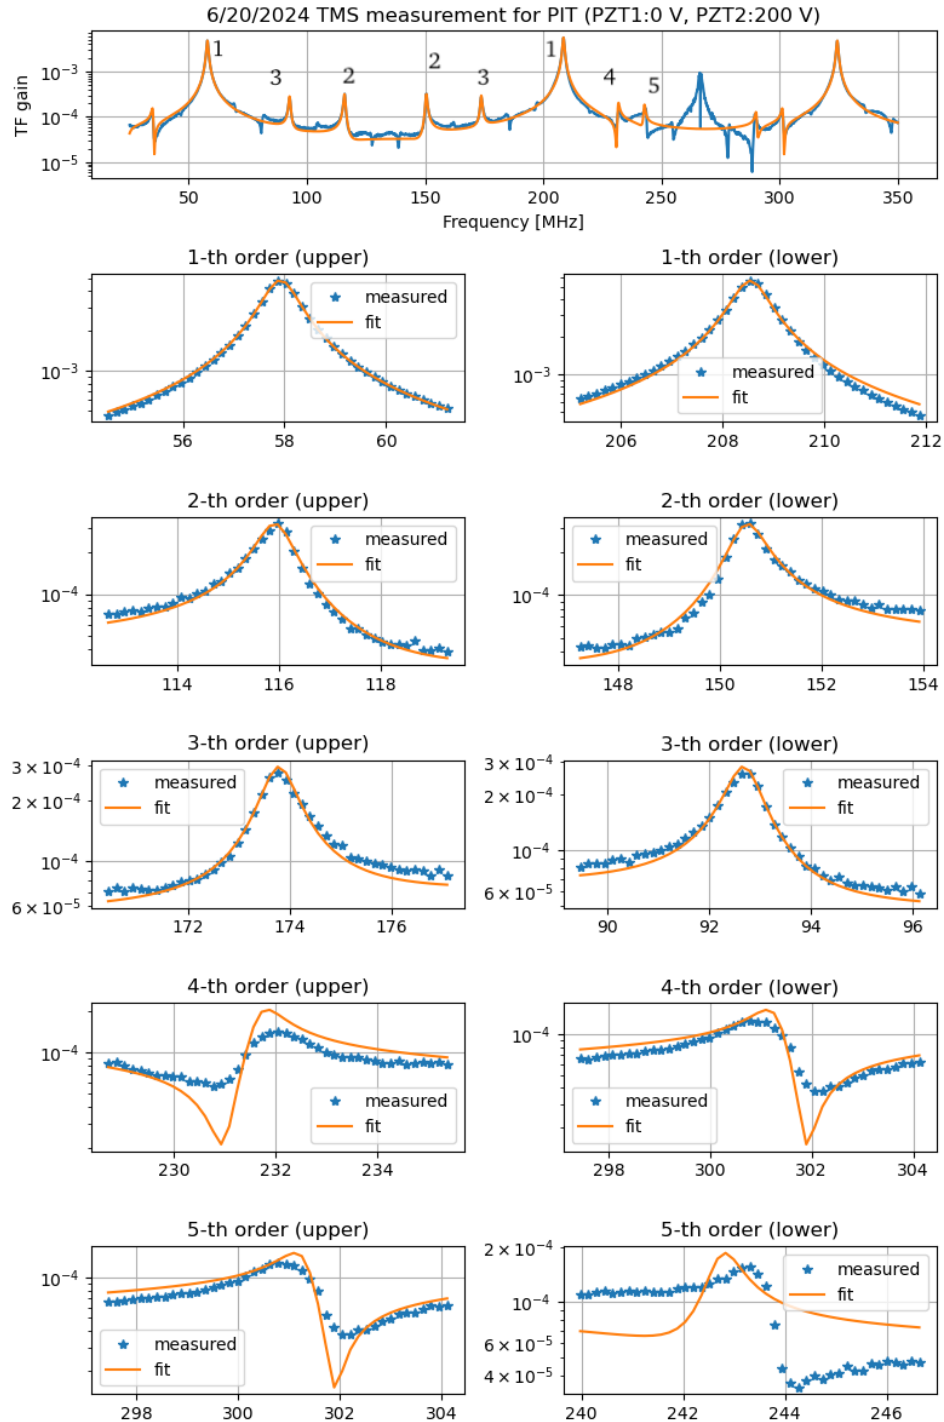 6/20/2024 TMS measurement for PIT (PZT1:0 V, PZT2:200 V)
TF gain
10⁻³
10⁻⁴
10⁻⁵
1 3 2 2 3 1 4 5
50 100 150 200 250 300 350
Frequency [MHz]
1-th order (upper)
measured
fit
10⁻³
56 58 60
1-th order (lower)
measured
fit
10⁻³
206 208 210 212
2-th order (upper)
measured
fit
10⁻⁴
114 116 118
2-th order (lower)
measured
fit
10⁻⁴
148 150 152 154
3-th order (upper)
measured
fit
3 × 10⁻⁴
2 × 10⁻⁴
10⁻⁴
6 × 10⁻⁵
172 174 176
3-th order (lower)
measured
fit
3 × 10⁻⁴
2 × 10⁻⁴
10⁻⁴
6 × 10⁻⁵
90 92 94 96
4-th order (upper)
measured
fit
10⁻⁴
230 232 234
4-th order (lower)
measured
fit
10⁻⁴
298 300 302 304
5-th order (upper)
measured
fit
10⁻⁴
298 300 302 304
5-th order (lower)
measured
fit
2 × 10⁻⁴
10⁻⁴
6 × 10⁻⁵
4 × 10⁻⁵
240 242 244 246